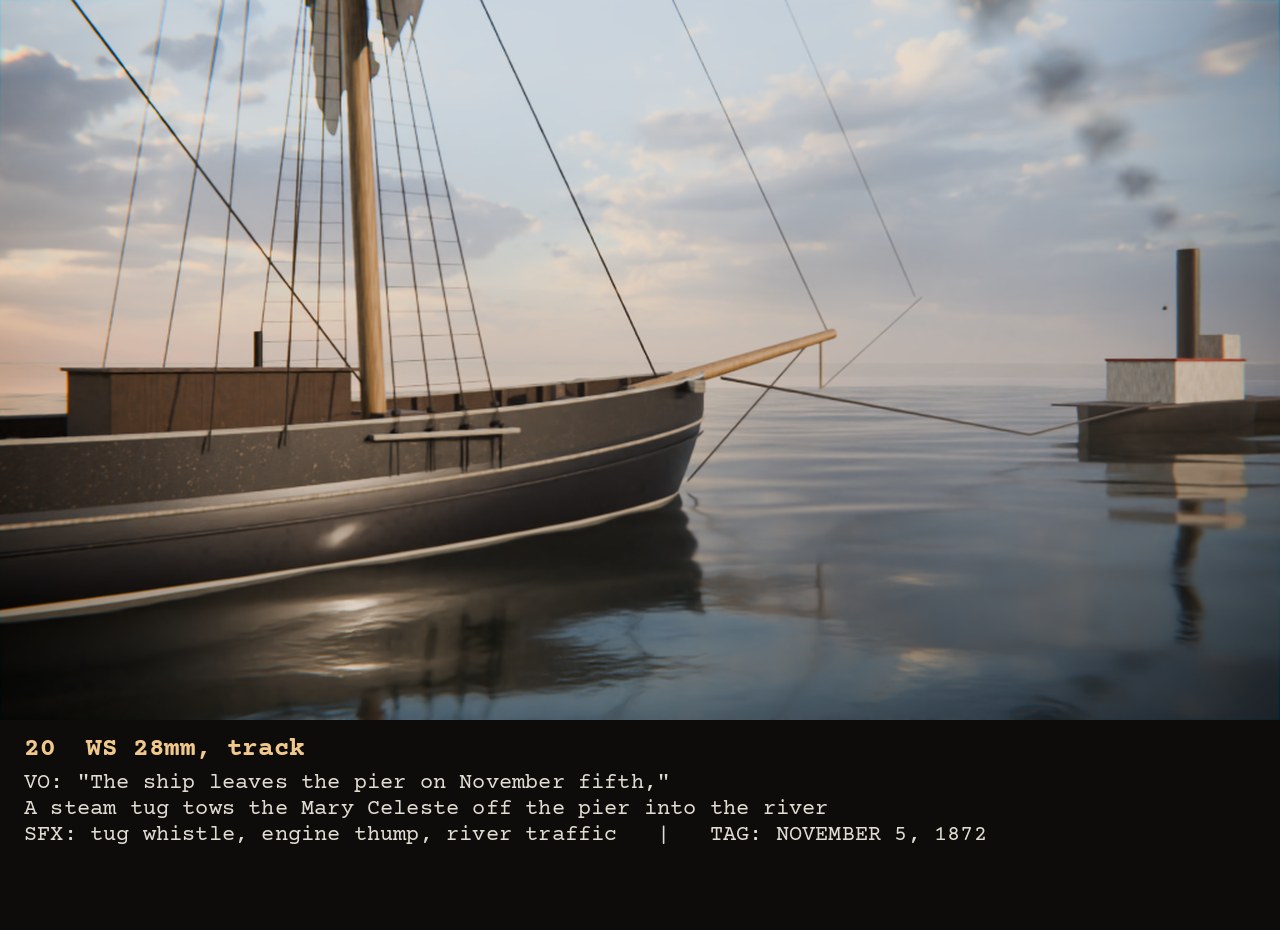 20  WS 28mm, track
VO: "The ship leaves the pier on November fifth,"
A steam tug tows the Mary Celeste off the pier into the river
SFX: tug whistle, engine thump, river traffic   |   TAG: NOVEMBER 5, 1872